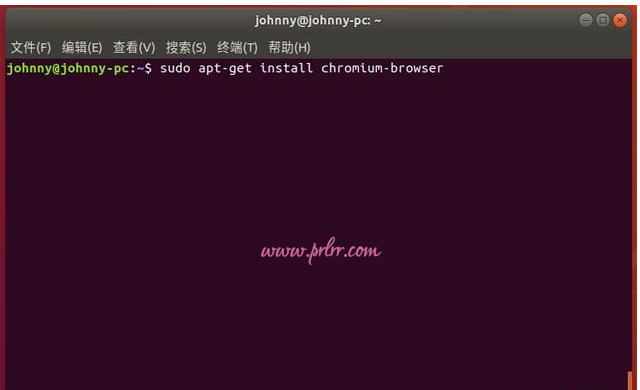 johnny@johnny-pc: ~
文件(F) 编辑(E) 查看(V) 搜索(S) 终端(T) 帮助(H)
johnny@johnny-pc:~$ sudo apt-get install chromium-browser
www.prlrr.com